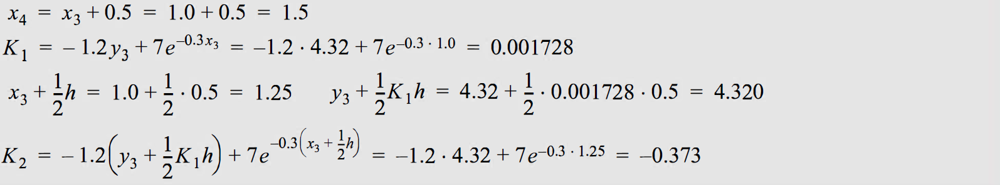 x₄ = x₃ + 0.5 = 1.0 + 0.5 = 1.5
K₁ = – 1.2y₃ + 7e^(–0.3x₃) = –1.2 · 4.32 + 7e^(–0.3 · 1.0) = 0.001728
x₃ + 1/2 h = 1.0 + 1/2 · 0.5 = 1.25 y₃ + 1/2 K₁h = 4.32 + 1/2 · 0.001728 · 0.5 = 4.320
K₂ = – 1.2(y₃ + 1/2 K₁h) + 7e^(–0.3(x₃ + 1/2 h)) = –1.2 · 4.32 + 7e^(–0.3 · 1.25) = –0.373